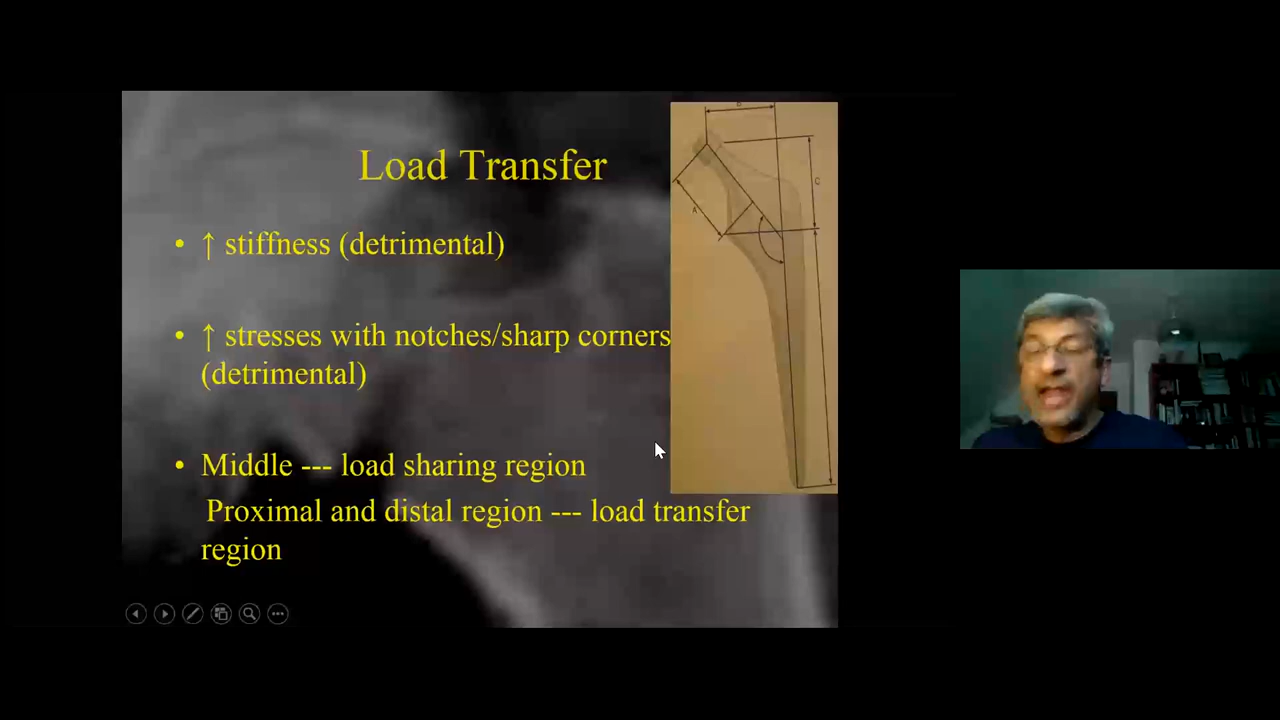 Load Transfer
• ↑ stiffness (detrimental)
• ↑ stresses with notches/sharp corners
(detrimental)
• Middle --- load sharing region
Proximal and distal region --- load transfer
region
A
C